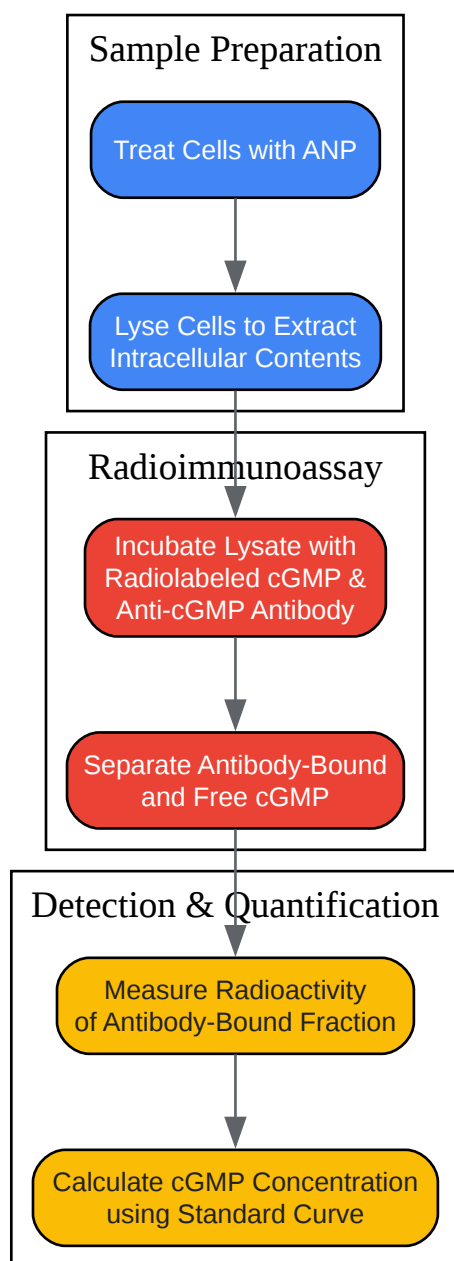 Sample Preparation
Treat Cells with ANP
Lyse Cells to Extract
Intracellular Contents
Radioimmunoassay
Incubate Lysate with
Radiolabeled cGMP &
Anti-cGMP Antibody
Separate Antibody-Bound
and Free cGMP
Detection & Quantification
Measure Radioactivity
of Antibody-Bound Fraction
Calculate cGMP Concentration
using Standard Curve